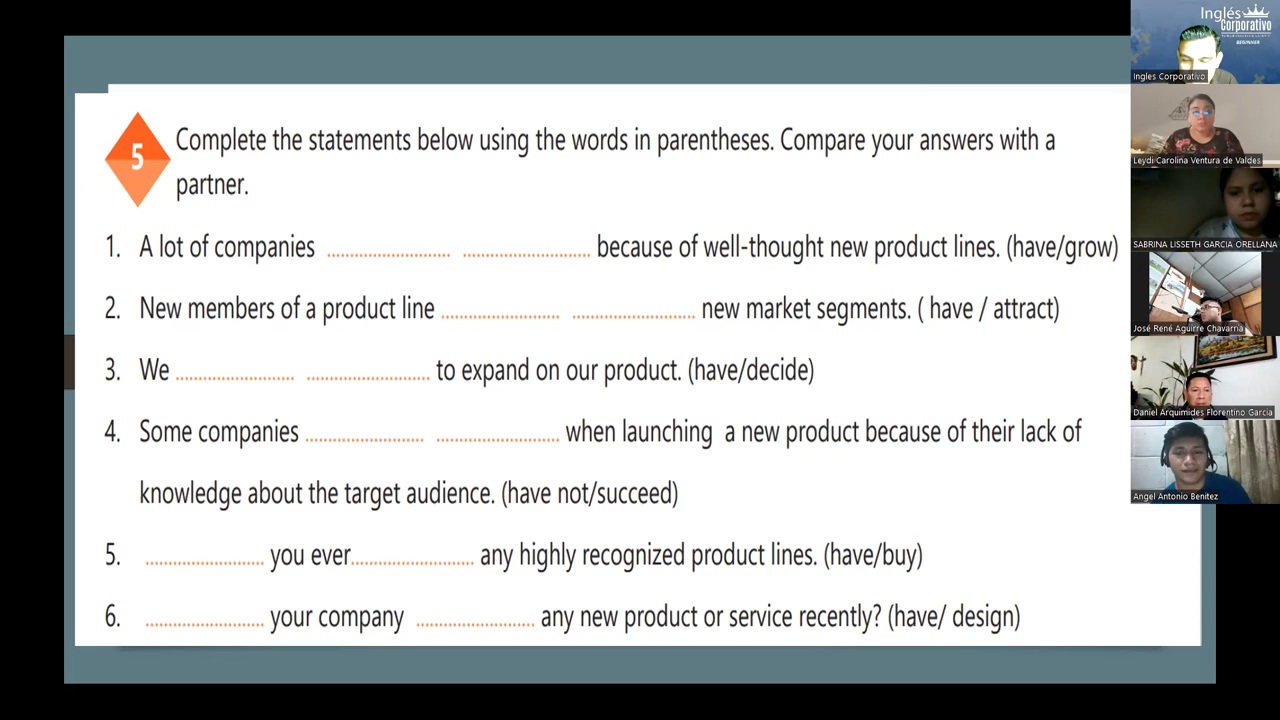 5
Complete the statements below using the words in parentheses. Compare your answers with a
partner.
1. A lot of companies ........................... ............................ because of well-thought new product lines. (have/grow)
2. New members of a product line .......................... ........................... new market segments. ( have / attract)
3. We .......................... ........................... to expand on our product. (have/decide)
4. Some companies .......................... ........................... when launching a new product because of their lack of
knowledge about the target audience. (have not/succeed)
5. .......................... you ever........................... any highly recognized product lines. (have/buy)
6. .......................... your company .......................... any new product or service recently? (have/ design)
Inglés
Corporativo
BEGINNER
Ingles Corporativo
Leydi Carolina Ventura de Valdes
SABRINA LISSETH GARCIA ORELLANA
José René Aguirre Chavarria
Daniel Arquimides Florentino Garcia
Angel Antonio Benitez